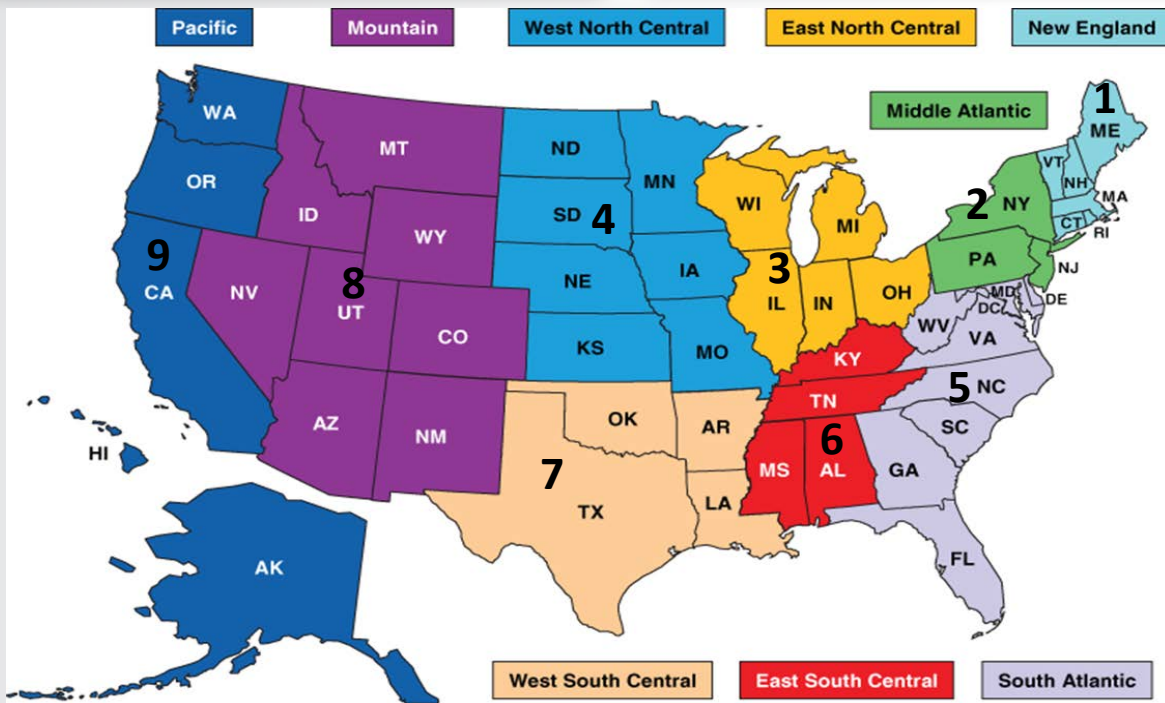 Pacific
Mountain
West North Central
East North Central
New England
Middle Atlantic
1
ME
WA
MT
ND
MN
VT
NH
MA
OR
ID
SD
4
WI
MI
2
NY
CT
RI
WY
9
CA
NV
8
UT
NE
IA
3
IL
IN
OH
PA
NJ
MD
DE
DC
WV
VA
CO
KS
MO
KY
5
NC
AZ
NM
OK
AR
TN
6
SC
HI
7
TX
LA
MS
AL
GA
AK
FL
West South Central
East South Central
South Atlantic